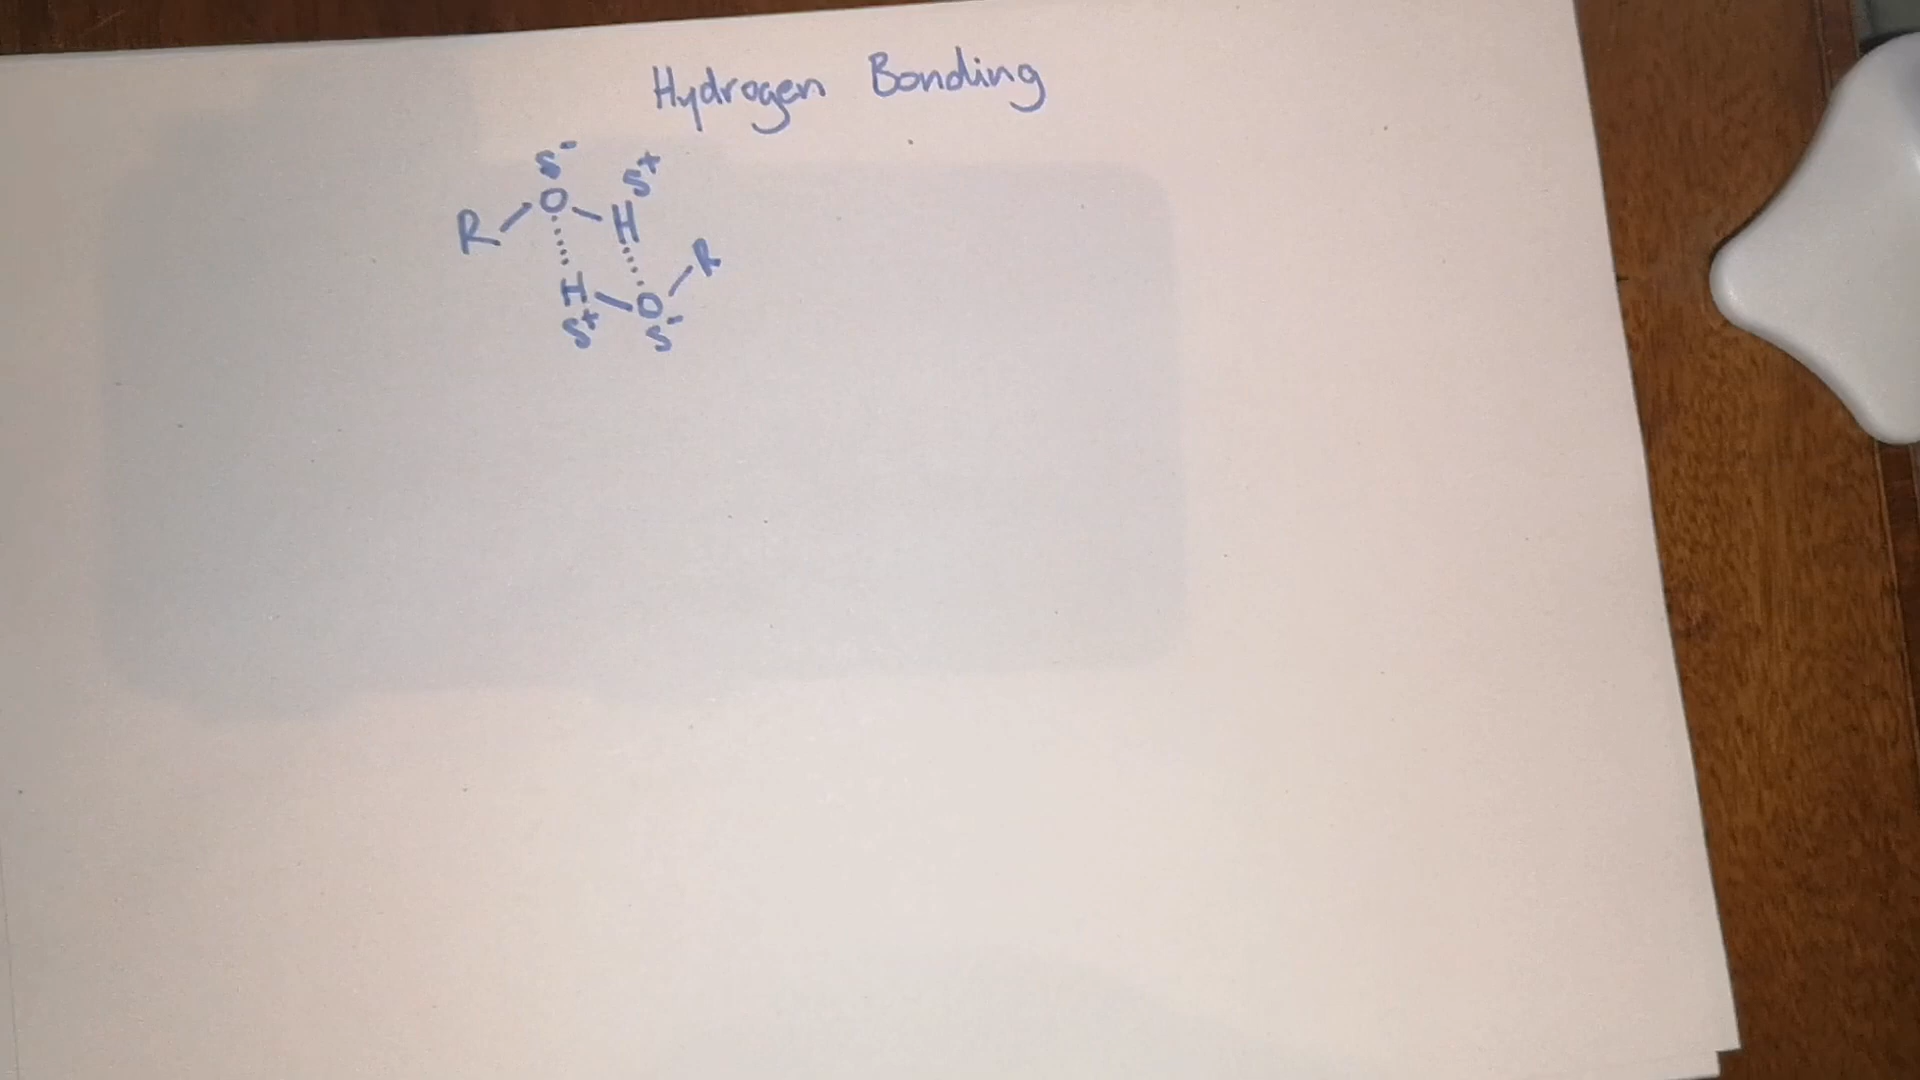 Hydrogen Bonding
δ- δ+
R O H
R
H O
δ+ δ-